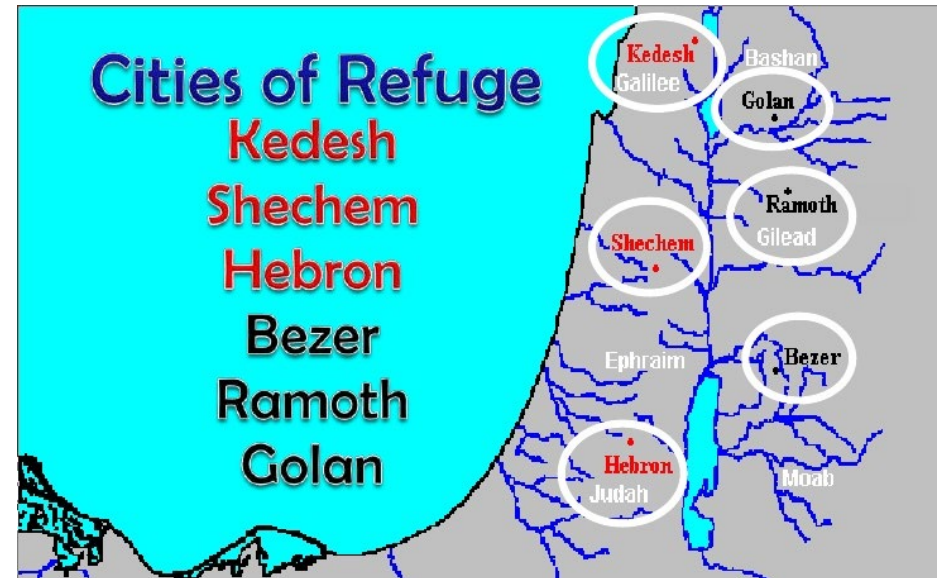 Cities of Refuge
Kedesh
Shechem
Hebron
Bezer
Ramoth
Golan
Kedesh
Galilee
Bashan
Golan
Ramoth
Gilead
Shechem
Ephraim
Bezer
Hebron
Judah
Moab